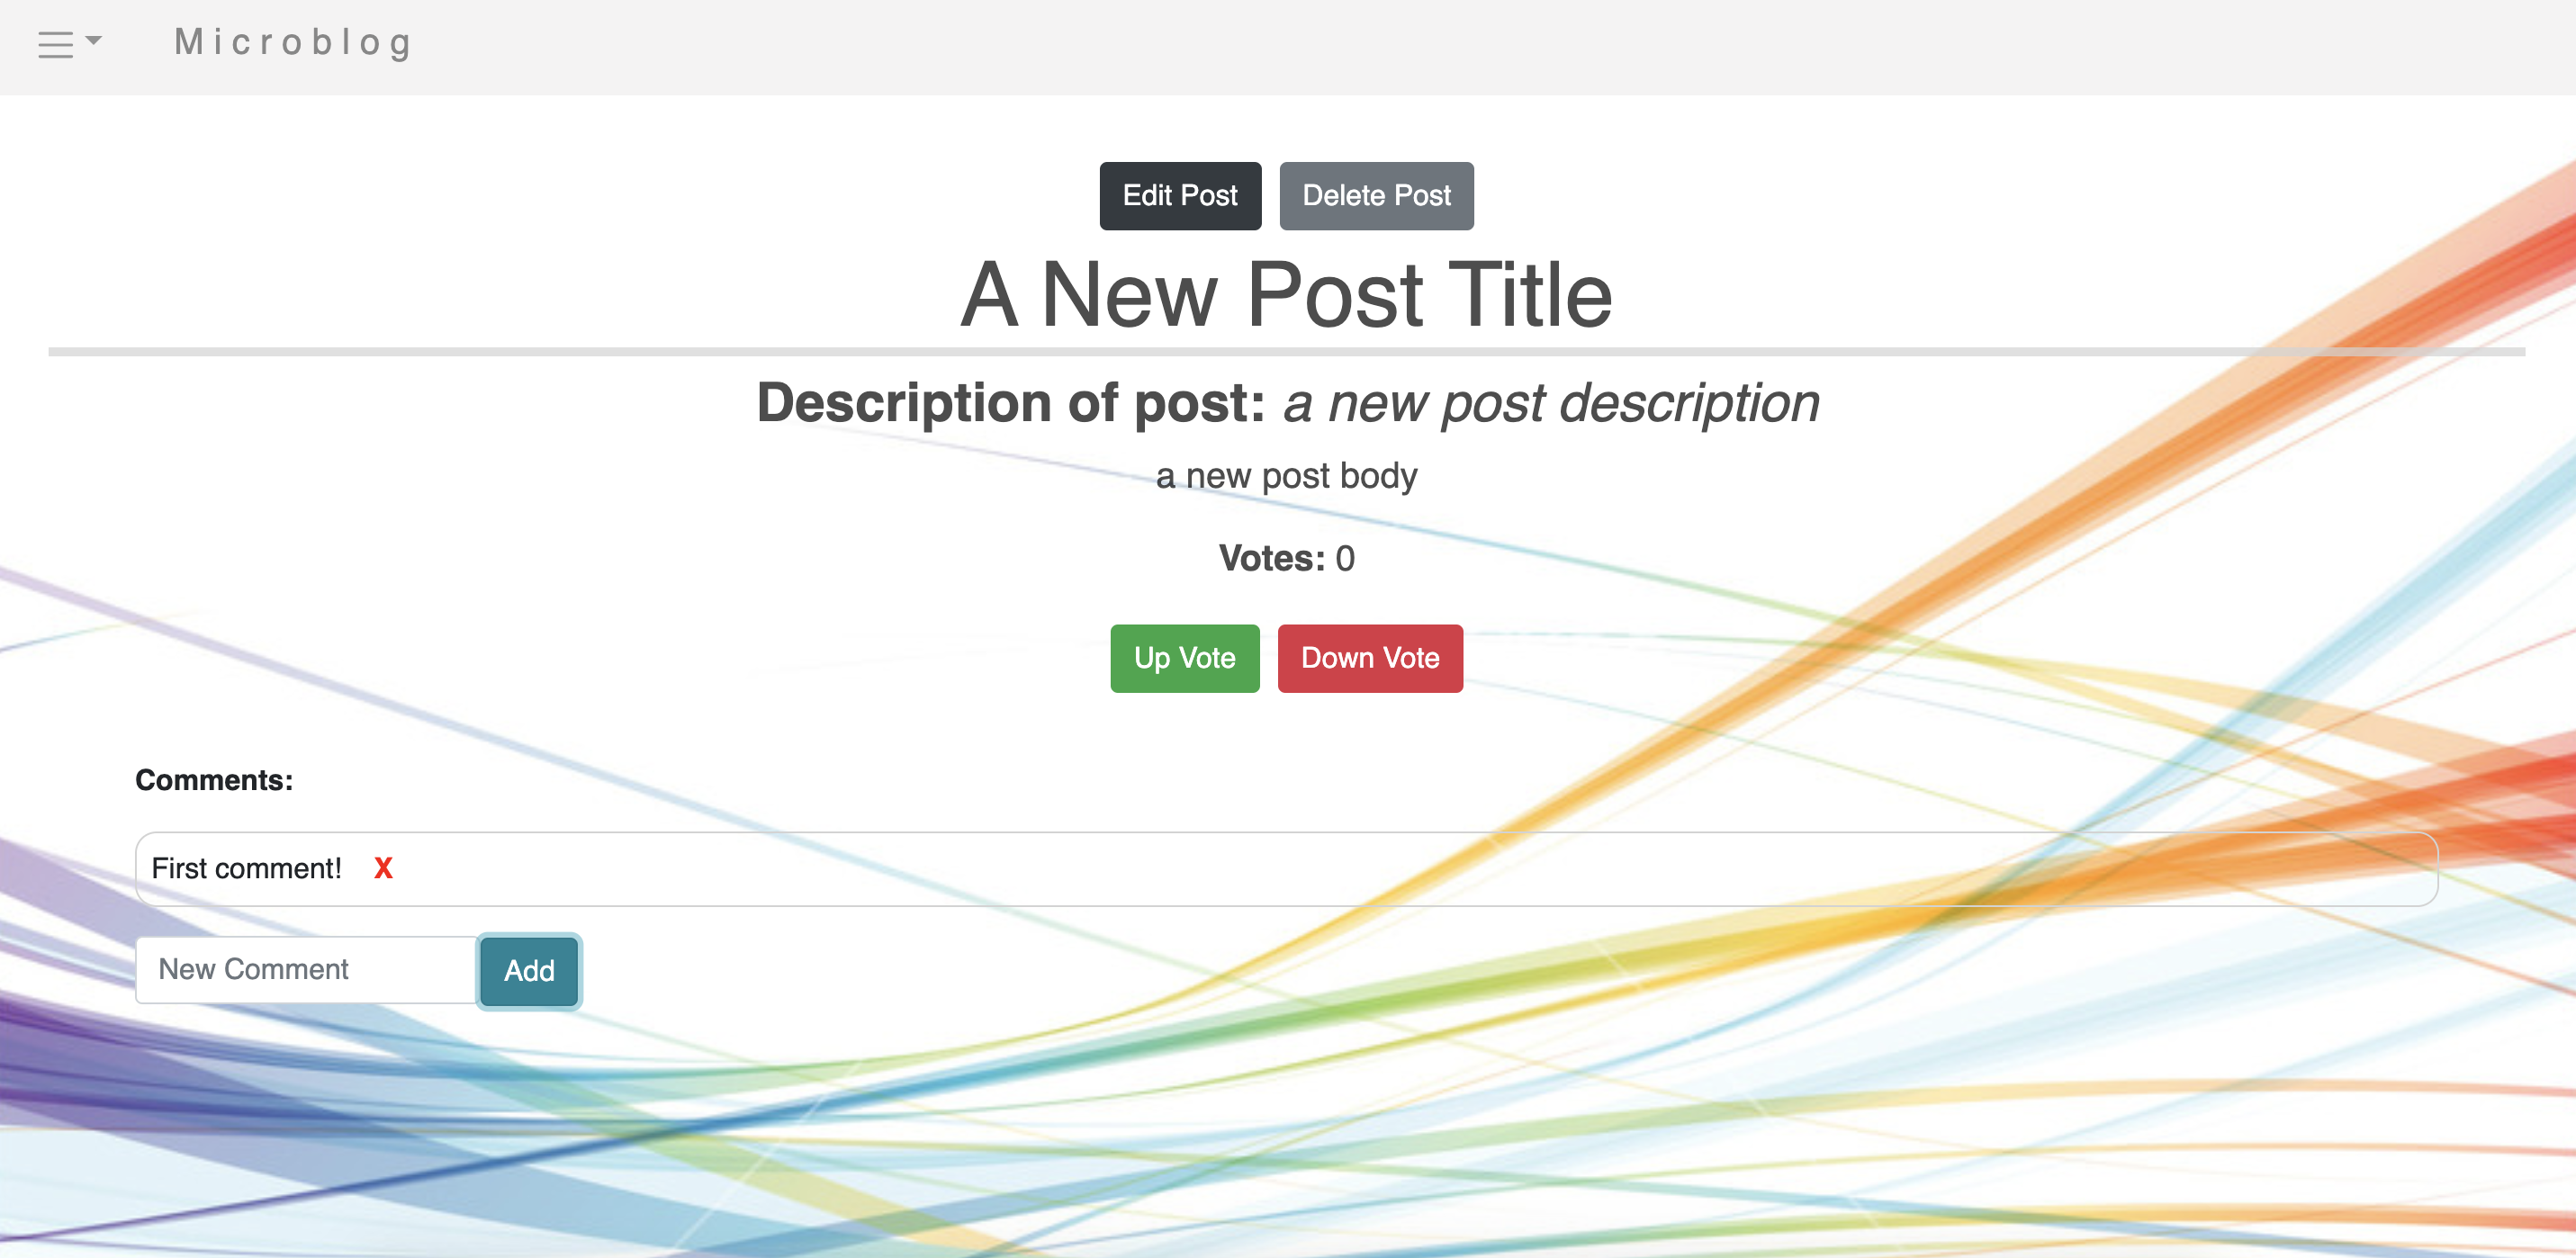 Microblog
Edit Post Delete Post
A New Post Title
Description of post: a new post description
a new post body
Votes: 0
Up Vote Down Vote
Comments:
First comment! X
New Comment Add